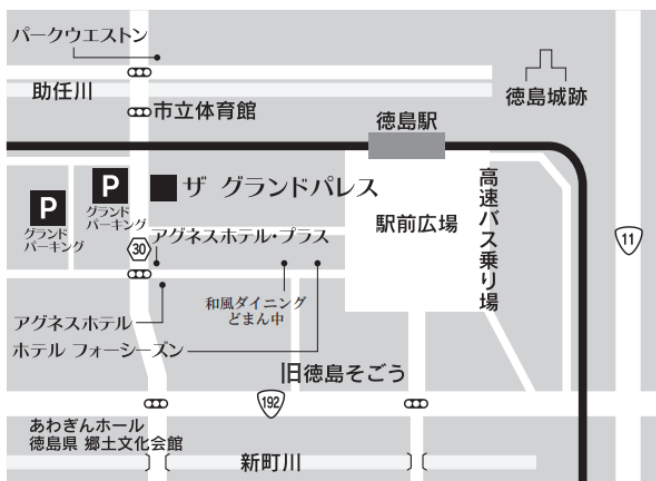 パークウエストン
助任川
市立体育館
徳島駅
徳島城跡
P
グランド
パーキング
P
グランド
パーキング
ザ グランドパレス
駅前広場
高速バス乗り場
11
30
アグネスホテル・プラス
和風ダイニング
どまん中
アグネスホテル
ホテル フォーシーズン
旧徳島そごう
192
あわぎんホール
徳島県 郷土文化会館
新町川